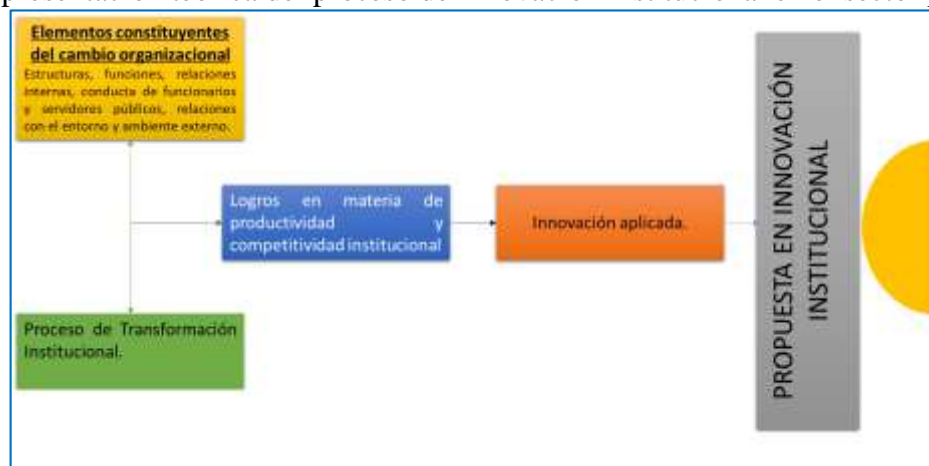 Elementos constituyentes
del cambio organizacional
Estructuras, funciones, relaciones
internas, conducta de funcionarios
y servidores públicos, relaciones
con el entorno y ambiente externo.
Logros en materia de
productividad y
competitividad institucional
Innovación aplicada.
Proceso de Transformación
Institucional.
PROPUESTA EN INNOVACIÓN
INSTITUCIONAL